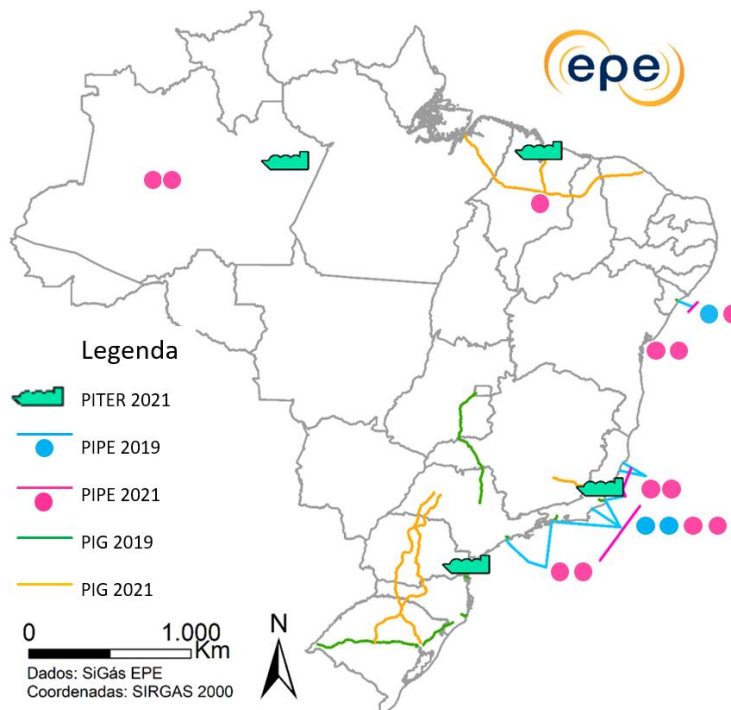 epe
Legenda
PITER 2021
PIPE 2019
PIPE 2021
PIG 2019
PIG 2021
0 1.000
Km
N
Dados: SiGás EPE
Coordenadas: SIRGAS 2000